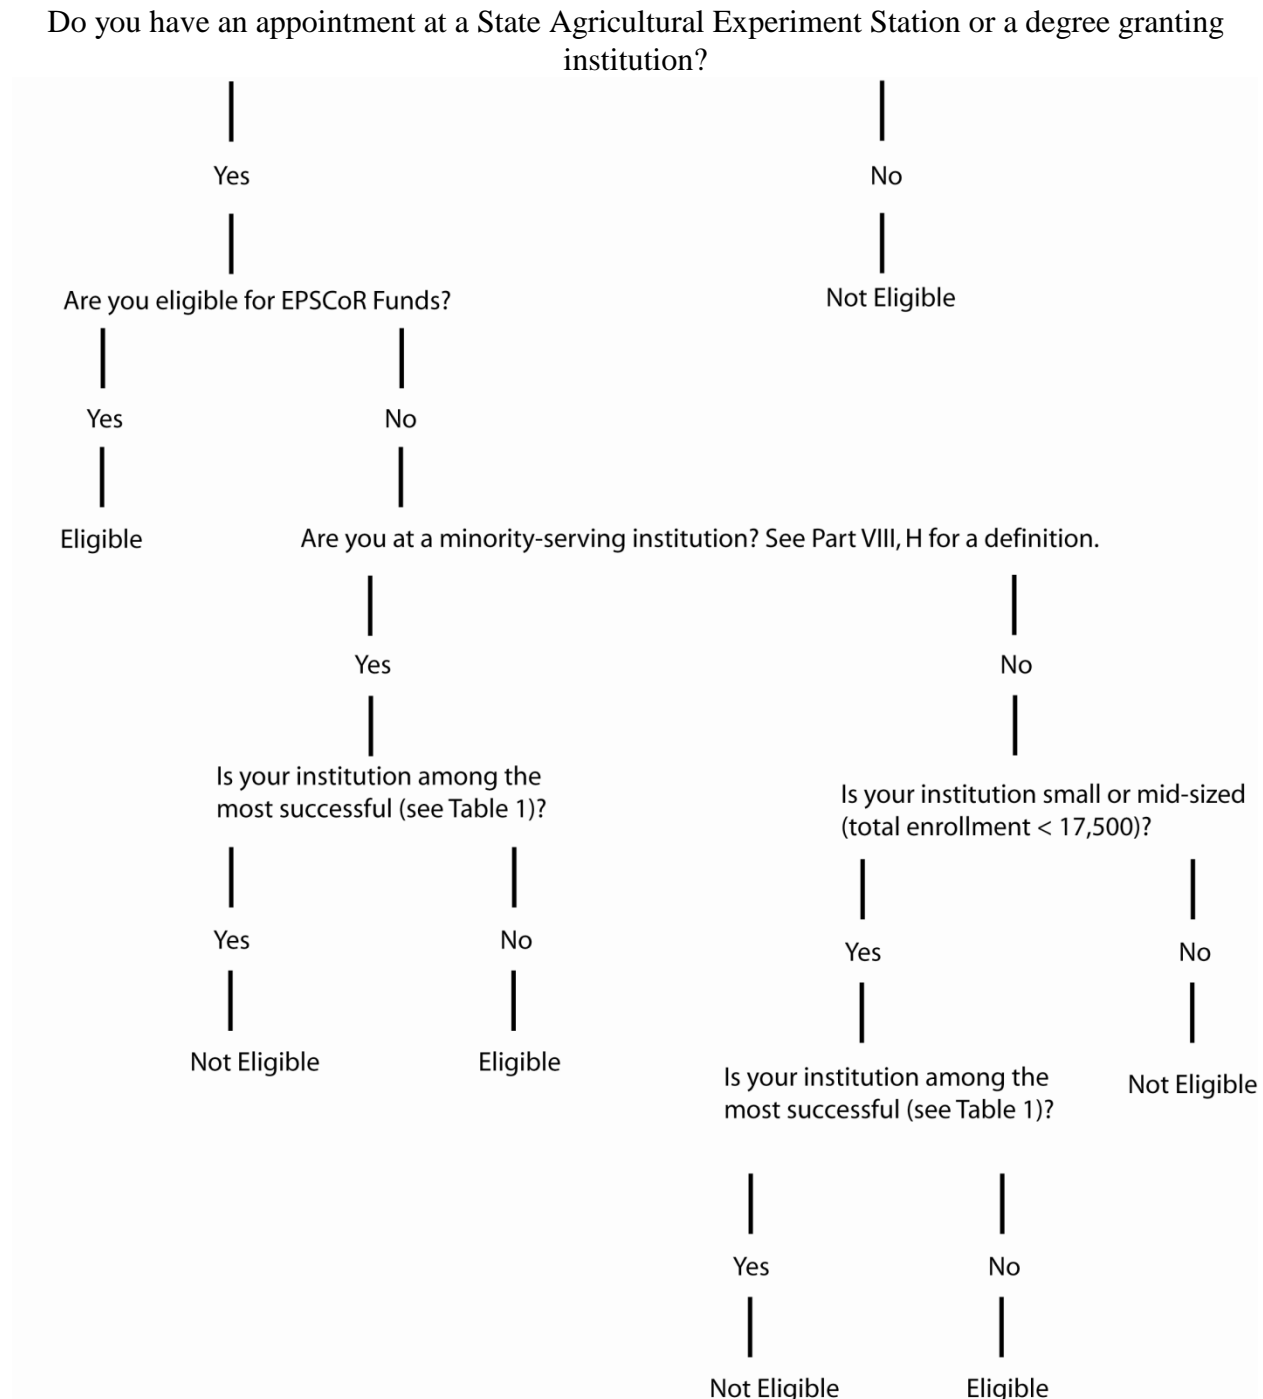 Do you have an appointment at a State Agricultural Experiment Station or a degree granting
institution?
Yes
No
Are you eligible for EPSCoR Funds?
Not Eligible
Yes
No
Eligible
Are you at a minority-serving institution? See Part VIII, H for a definition.
Yes
No
Is your institution among the
most successful (see Table 1)?
Is your institution small or mid-sized
(total enrollment < 17,500)?
Yes
No
Yes
No
Not Eligible
Eligible
Is your institution among the
most successful (see Table 1)?
Not Eligible
Yes
No
Not Eligible
Eligible